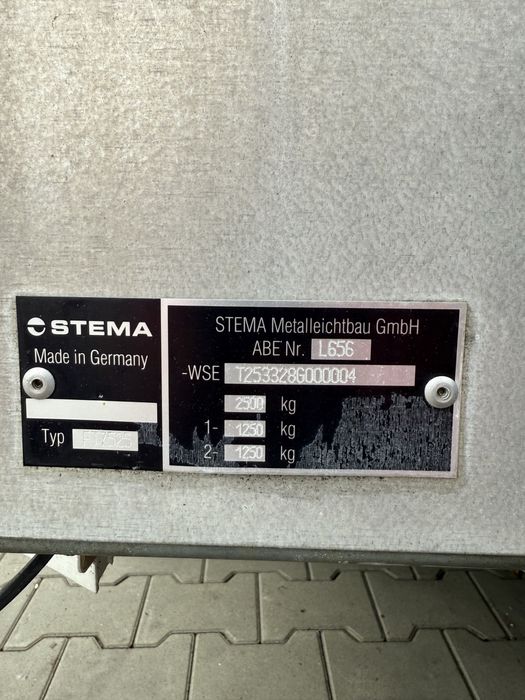 STEMA
Made in Germany
Typ
STEMA Metalleichtbau GmbH
ABE Nr. L656
-WSE T253328G000004
2500 kg
1- 1250 kg
2- 1250 kg